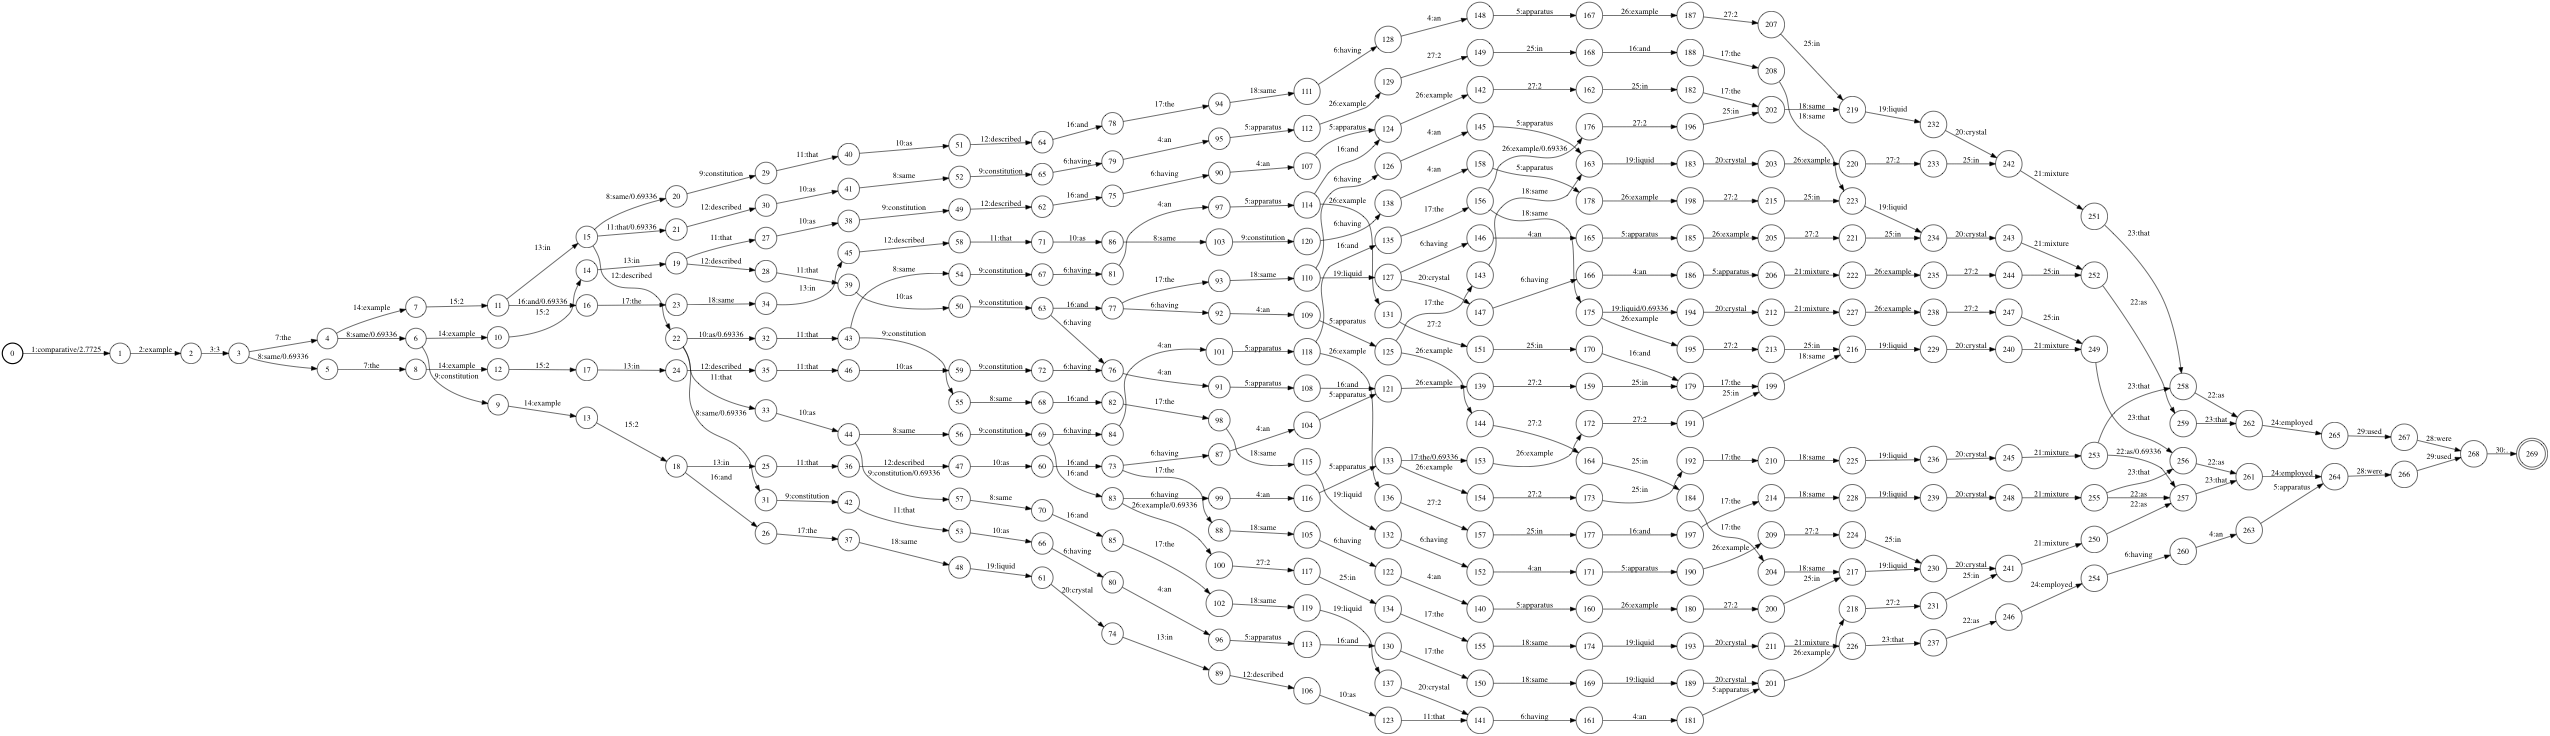 148 5:apparatus 167 26:example 187 27:2 207
4:an
128 25:in
6:having 27:2 149 25:in 168 16:and 188 17:the 208
129
111 26:example 142 27:2 162 25:in 182 17:the 202 18:same 219 19:liquid 232
17:the 94 18:same
16:and 78 112 26:example 124 4:an 145 5:apparatus 176 27:2 196 25:in 18:same 20:crystal
10:as 51 12:described 64 4:an 95 5:apparatus 5:apparatus
11:that 40 6:having 79 107 16:and 126 26:example/0.69336 163 19:liquid 183 20:crystal 203 26:example 220 27:2 233 25:in 242
9:constitution 29 8:same 52 9:constitution 65 6:having 90 4:an 6:having 4:an 158 5:apparatus 21:mixture
8:same/0.69336 20 10:as 41 16:and 75 26:example 138 18:same 178 26:example 198 27:2 215 25:in 223
12:described 30 9:constitution 49 12:described 62 4:an 97 5:apparatus 114 17:the 156 18:same 19:liquid 251
15 11:that/0.69336 21 10:as 38 6:having
13:in 11:that 27 12:described 58 11:that 71 10:as 86 8:same 103 9:constitution 120 16:and 135 6:having 146 4:an 165 5:apparatus 185 26:example 205 27:2 221 25:in 234 20:crystal 243 23:that
14 13:in 19 12:described 28 11:that 45 8:same 54 9:constitution 67 6:having 81 17:the 93 18:same 110 19:liquid 127 20:crystal 143 6:having 166 4:an 186 5:apparatus 206 21:mixture 222 26:example 235 27:2 244 25:in 252 21:mixture
12:described 13:in 39 10:as
14:example 7 15:2 11 16:and/0.69336 16 17:the 23 18:same 34 50 9:constitution 63 16:and 77 6:having 92 4:an 109 131 17:the 147 175 19:liquid/0.69336 194 20:crystal 212 21:mixture 227 26:example 238 27:2 247 22:as
15:2 5:apparatus 27:2 26:example 25:in
7:the 4 8:same/0.69336 6 14:example 10 22 10:as/0.69336 32 11:that 43 9:constitution 6:having
0 1:comparative/2.7725 1 2:example 2 3:3 3 4:an 101 5:apparatus 118 26:example 125 26:example 151 25:in 170 16:and 195 27:2 213 25:in 216 19:liquid 229 20:crystal 240 21:mixture 249
8:same/0.69336 5 7:the 8 14:example 12 15:2 17 13:in 24 12:described 35 11:that 46 10:as 59 9:constitution 72 6:having 76 4:an 18:same
9:constitution 11:that 91 5:apparatus 108 16:and 121 26:example 139 27:2 159 25:in 179 17:the 199 23:that 258
9 14:example 33 55 8:same 68 16:and 82 17:the 5:apparatus 25:in 22:as
13 8:same/0.69336 10:as 98 4:an 104 144 27:2 172 27:2 191 23:that 259 23:that 262 24:employed
15:2 44 8:same 56 9:constitution 69 6:having 84 265 29:used 267 28:were
18 13:in 25 11:that 36 12:described 47 10:as 60 16:and 73 6:having 87 18:same 115 5:apparatus 133 17:the/0.69336 153 26:example 164 25:in 192 17:the 210 18:same 225 19:liquid 236 20:crystal 245 21:mixture 253 22:as/0.69336 256 22:as 268 30: 269
16:and 9:constitution/0.69336 16:and 17:the 26:example 23:that 261 24:employed 264 28:were 266 29:used
31 9:constitution 42 57 8:same 70 83 6:having 99 4:an 116 19:liquid 136 154 27:2 173 25:in 184 17:the 214 18:same 228 19:liquid 239 20:crystal 248 21:mixture 255 22:as 257 23:that 5:apparatus
26:example/0.69336 27:2 22:as
26 17:the 37 11:that 53 10:as 16:and 85 17:the 88 18:same 105 6:having 132 6:having 157 25:in 177 16:and 197 17:the 209 27:2 224 25:in 250 263
18:same 66 6:having 26:example 21:mixture 4:an
48 19:liquid 61 80 100 27:2 117 25:in 122 4:an 152 4:an 171 5:apparatus 190 204 18:same 217 19:liquid 230 20:crystal 241 6:having 260
20:crystal 4:an 25:in 25:in 24:employed 254
102 18:same 119 19:liquid 134 17:the 140 5:apparatus 160 26:example 180 27:2 200 218 27:2 231 246
74 13:in 96 5:apparatus 113 16:and 130 17:the 155 18:same 174 19:liquid 193 20:crystal 211 21:mixture 226 23:that 237 22:as
26:example
89 12:described 106 10:as 137 20:crystal 150 18:same 169 19:liquid 189 20:crystal 201
5:apparatus
123 11:that 141 6:having 161 4:an 181